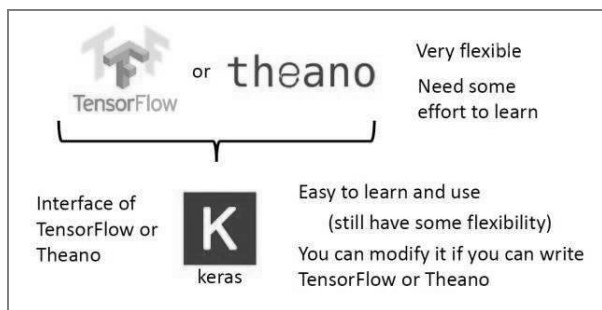 TensorFlow
or
theano
Very flexible
Need some
effort to learn
Interface of
TensorFlow or
Theano
K
keras
Easy to learn and use
(still have some flexibility)
You can modify it if you can write
TensorFlow or Theano